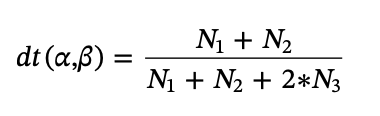 dt(α,β) = (N₁ + N₂) / (N₁ + N₂ + 2*N₃)